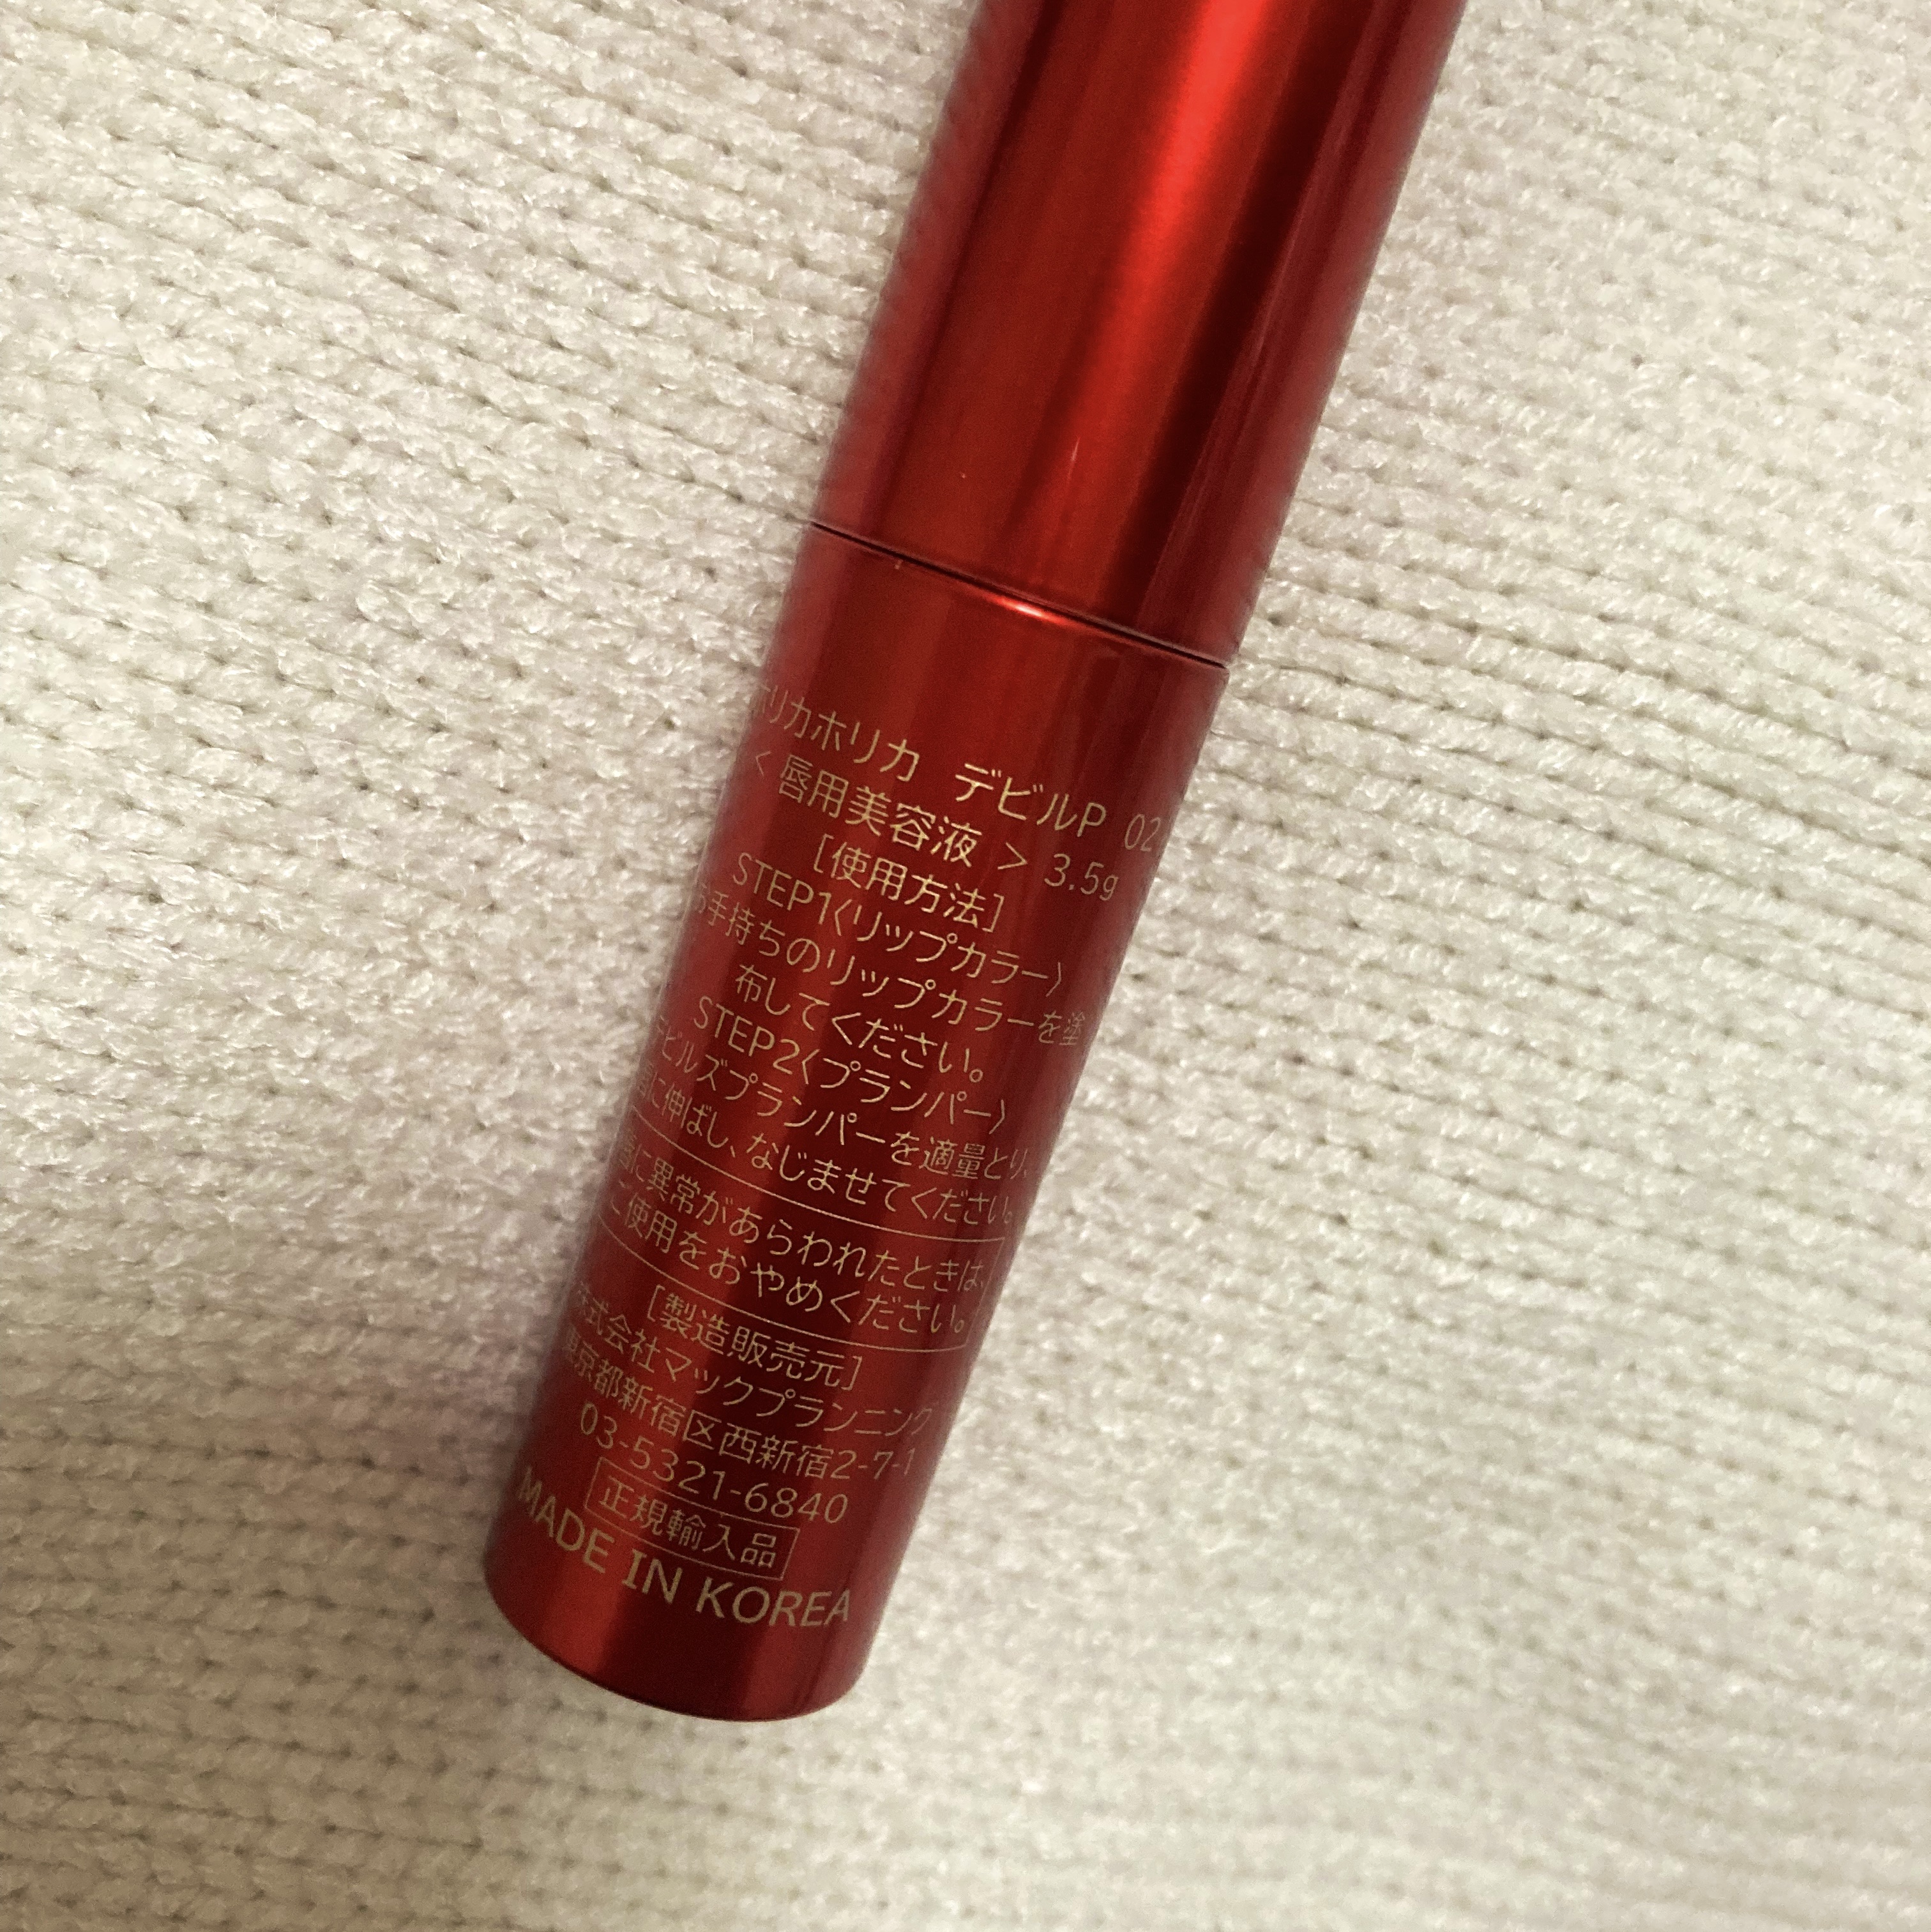 ホリカホリカ デビルP 02
＜ 唇用美容液 ＞ 3.5g
［使用方法］
STEP1〈リップカラー〉
お手持ちのリップカラーを塗
布してください。
STEP2〈プランパー〉
デビルズプランパーを適量とり、
唇に伸ばし、なじませてください。
唇に異常があらわれたときは、
ご使用をおやめください。
［製造販売元］
株式会社マックプランニング
東京都新宿区西新宿2-7-1
03-5321-6840
正規輸入品
MADE IN KOREA